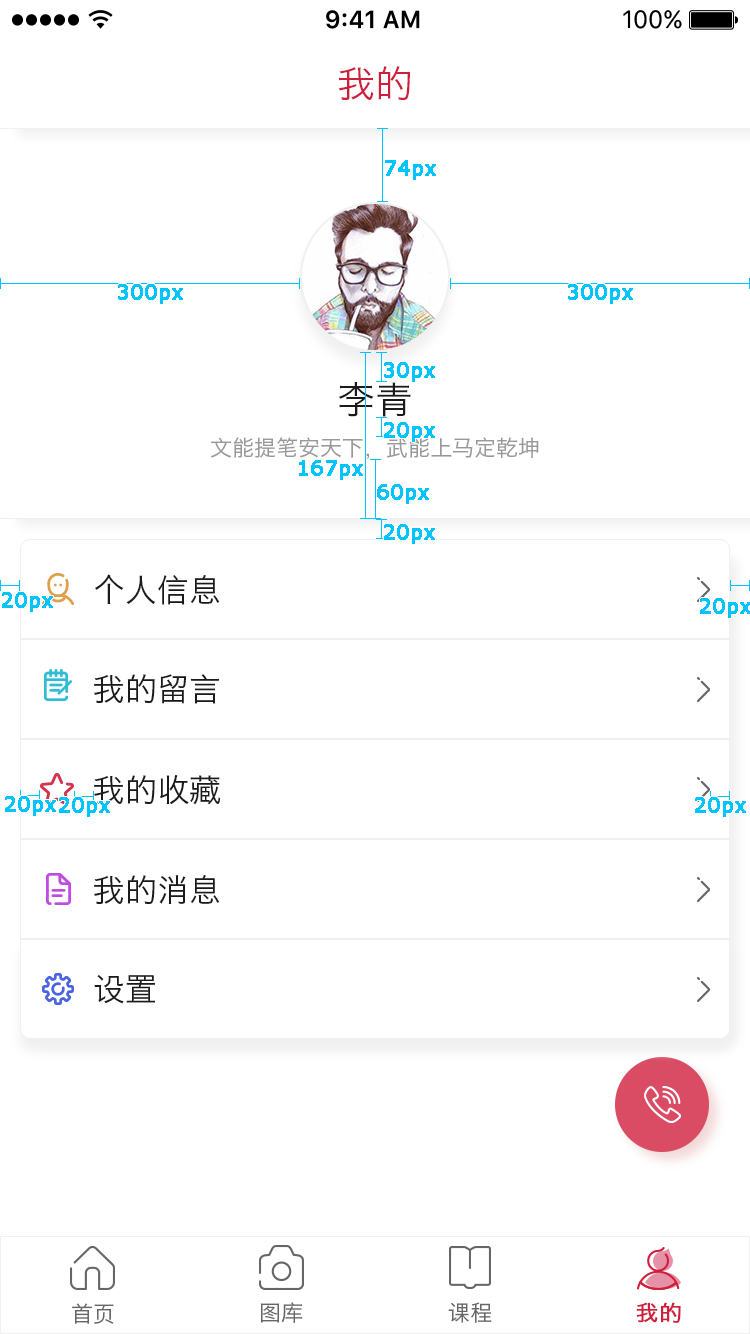 9:41 AM 100%
我的
74px
300px 300px
30px
李青
20px
文能提笔安天下，武能上马定乾坤
167px
60px
20px
个人信息
20px 20px
我的留言
我的收藏
20px 20px 20px
我的消息
设置
首页 图库 课程 我的